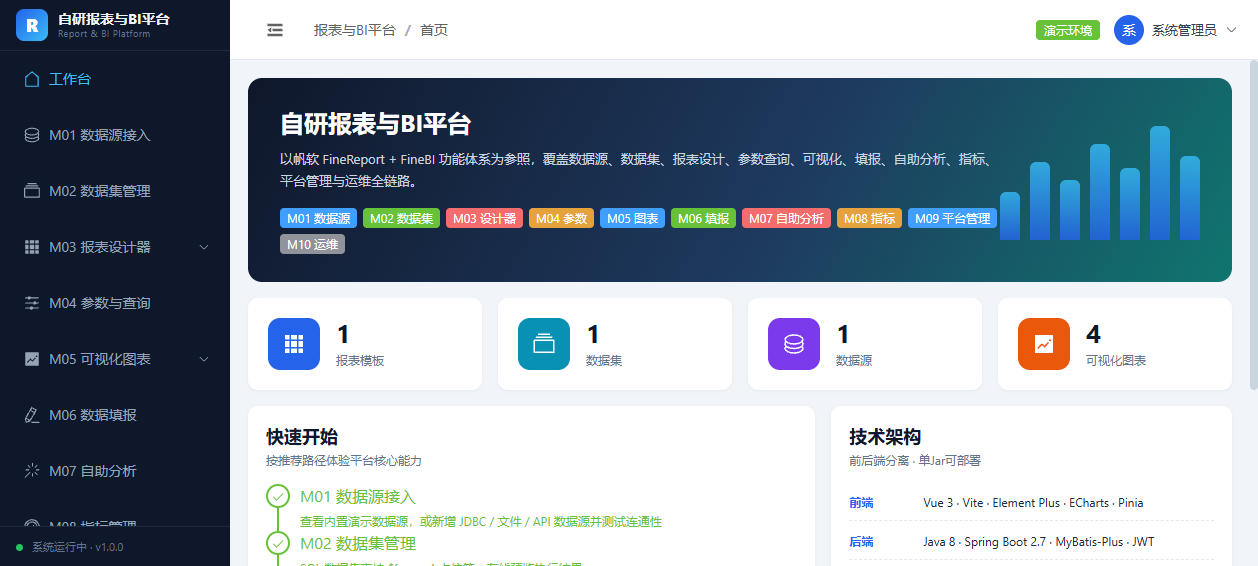 R
自研报表与BI平台
Report & BI Platform
工作台
M01 数据源接入
M02 数据集管理
M03 报表设计器
M04 参数与查询
M05 可视化图表
M06 数据填报
M07 自助分析
M08 指标管理
系统运行中 · v1.0.0
报表与BI平台 / 首页
演示环境
系
系统管理员
自研报表与BI平台
以帆软 FineReport + FineBI 功能体系为参照，覆盖数据源、数据集、报表设计、参数查询、可视化、填报、自助分析、指标、
平台管理与运维全链路。
M01 数据源 M02 数据集 M03 设计器 M04 参数 M05 图表 M06 填报 M07 自助分析 M08 指标 M09 平台管理
M10 运维
1
报表模板
1
数据集
1
数据源
4
可视化图表
快速开始
按推荐路径体验平台核心能力
M01 数据源接入
查看内置演示数据源，或新增 JDBC / 文件 / API 数据源并测试连通性
M02 数据集管理
技术架构
前后端分离 · 单Jar可部署
前端 Vue 3 · Vite · Element Plus · ECharts · Pinia
后端 Java 8 · Spring Boot 2.7 · MyBatis-Plus · JWT